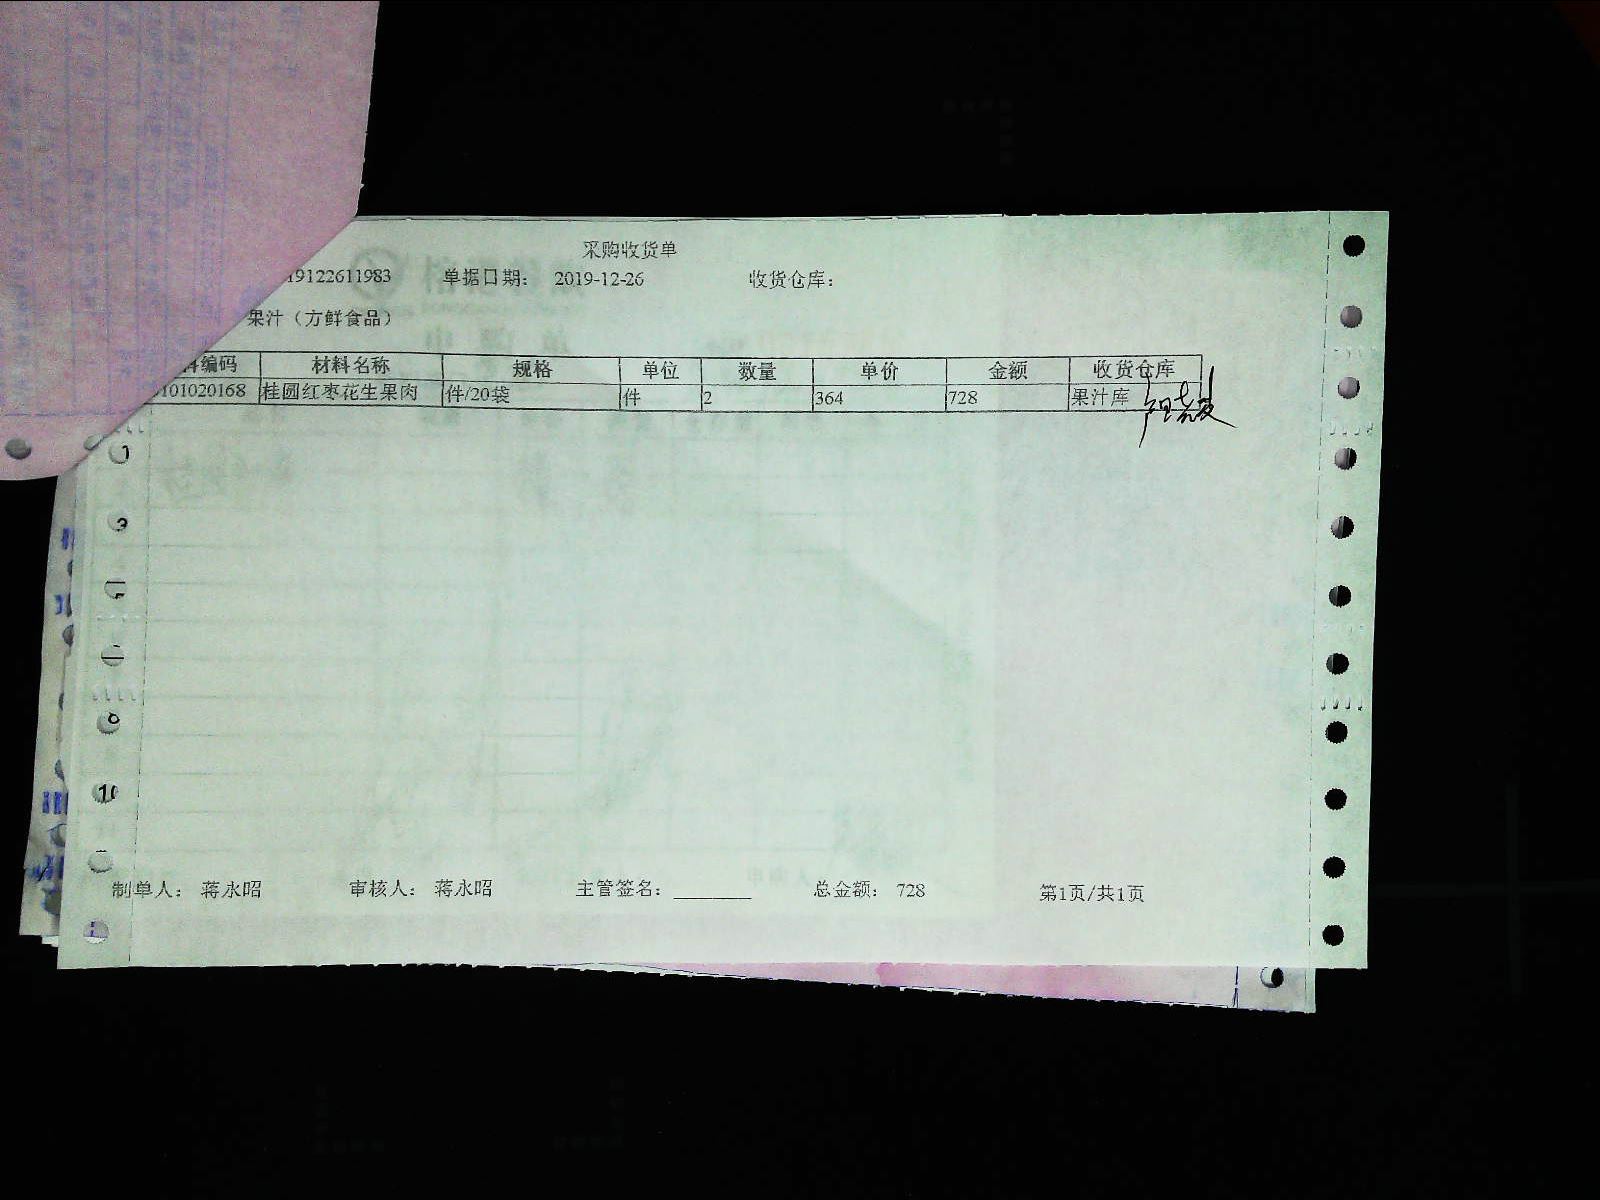 采购收货单
19122611983 单据日期： 2019-12-26 收货仓库：
果汁（方鲜食品）
编码 材料名称 规格 单位 数量 单价 金额 收货仓库
101020168 桂圆红枣花生果肉 件/20袋 件 2 364 728 果汁库
制单人： 蒋永昭 审核人： 蒋永昭 主管签名： 总金额： 728 第1页/共1页